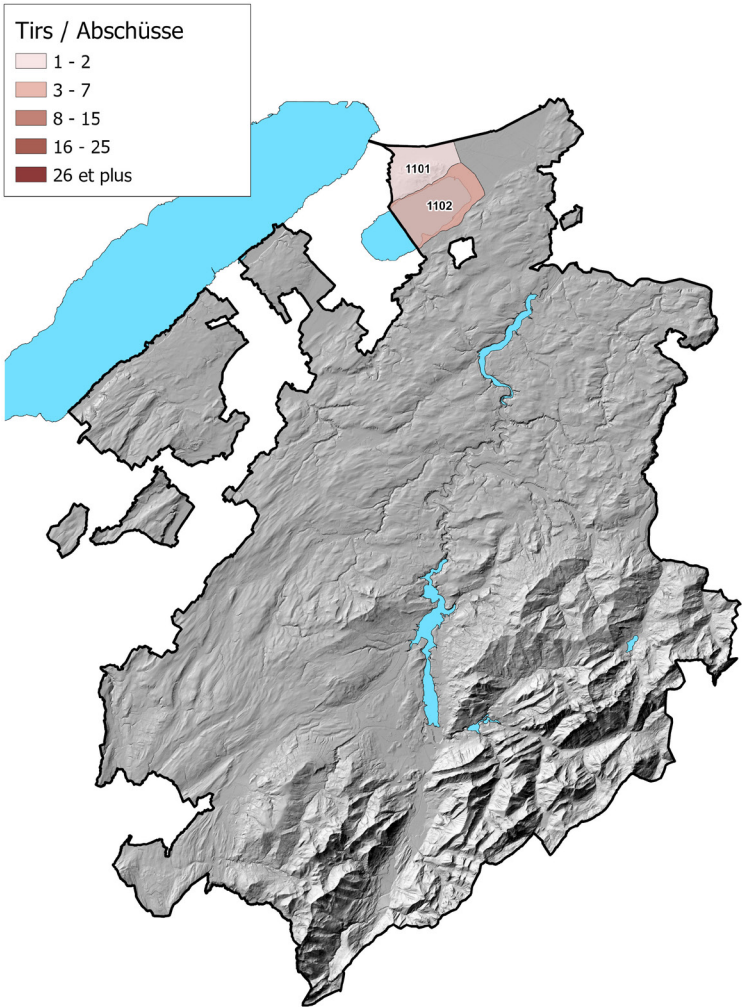 Tirs / Abschüsse
1 - 2
3 - 7
8 - 15
16 - 25
26 et plus
1101
1102